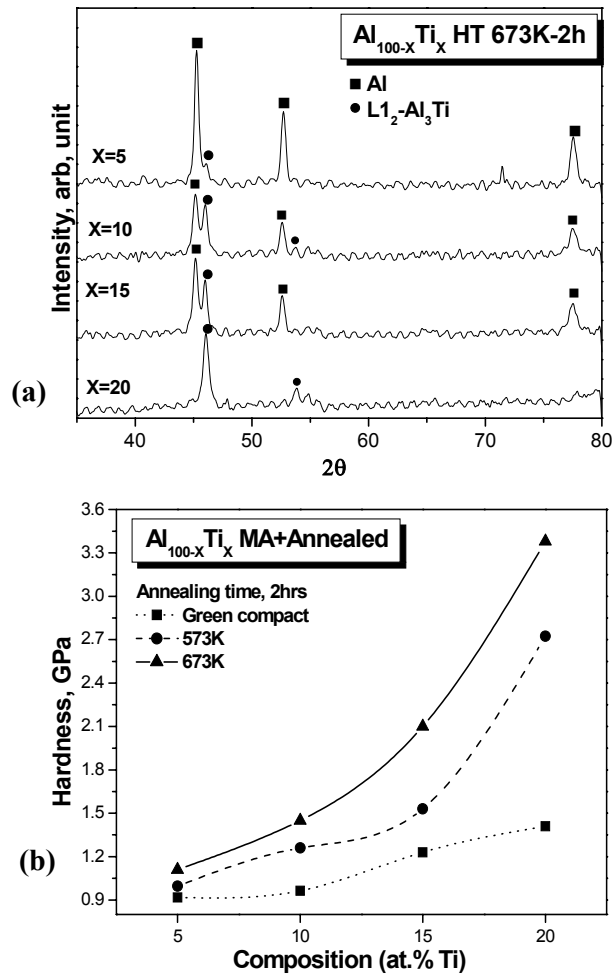 Al100-XTiX HT 673K-2h
■ Al
● L12-Al3Ti
Intensity, arb, unit
X=5
X=10
X=15
X=20
(a)
40 50 60 70 80
2θ
Al100-XTiX MA+Annealed
Annealing time, 2hrs
Green compact
573K
673K
Hardness, GPa
3.6
3.3
3.0
2.7
2.4
2.1
1.8
1.5
1.2
0.9
(b)
5 10 15 20
Composition (at.% Ti)